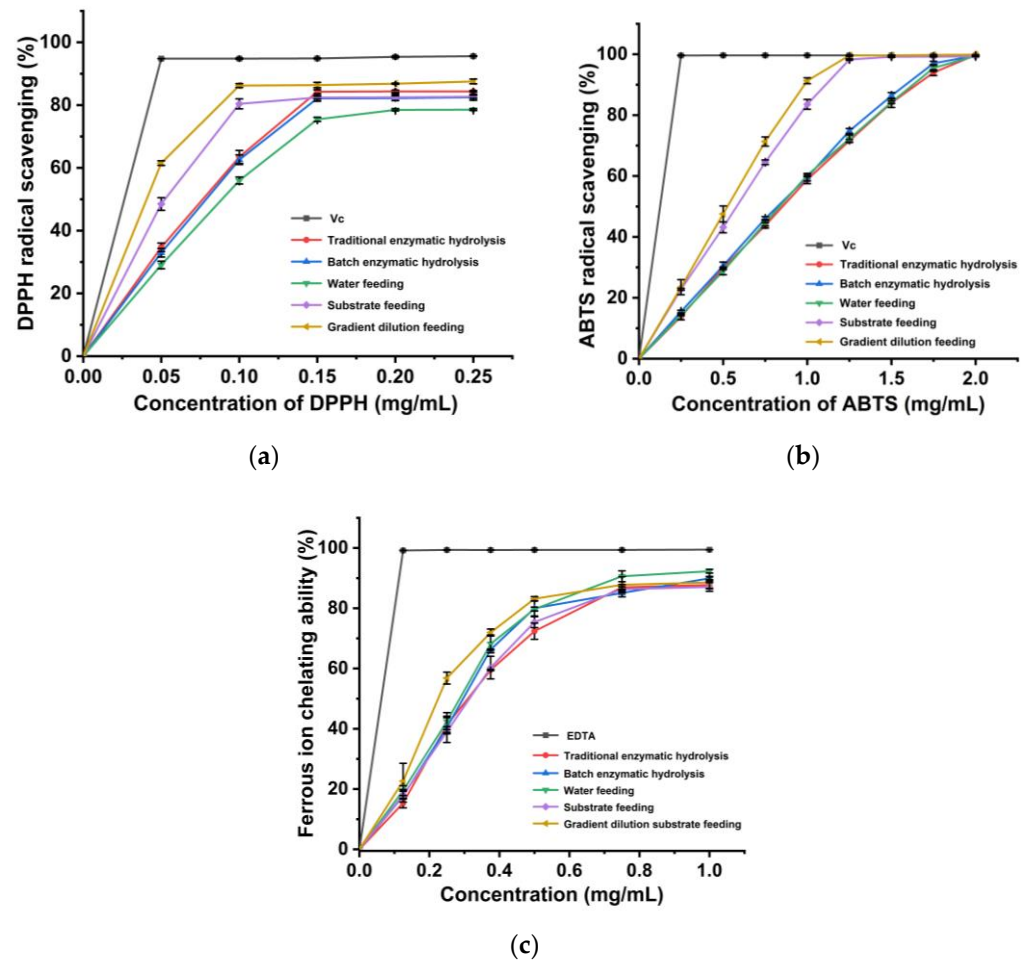 DPPH radical scavenging (%)
100
80
60
40
20
0
Vc
Traditional enzymatic hydrolysis
Batch enzymatic hydrolysis
Water feeding
Substrate feeding
Gradient dilution feeding
0.00 0.05 0.10 0.15 0.20 0.25
Concentration of DPPH (mg/mL)
(a)
ABTS radical scavenging (%)
100
80
60
40
20
0
Vc
Traditional enzymatic hydrolysis
Batch enzymatic hydrolysis
Water feeding
Substrate feeding
Gradient dilution feeding
0.0 0.5 1.0 1.5 2.0
Concentration of ABTS (mg/mL)
(b)
Ferrous ion chelating ability (%)
100
80
60
40
20
0
EDTA
Traditional enzymatic hydrolysis
Batch enzymatic hydrolysis
Water feeding
Substrate feeding
Gradient dilution substrate feeding
0.0 0.2 0.4 0.6 0.8 1.0
Concentration (mg/mL)
(c)